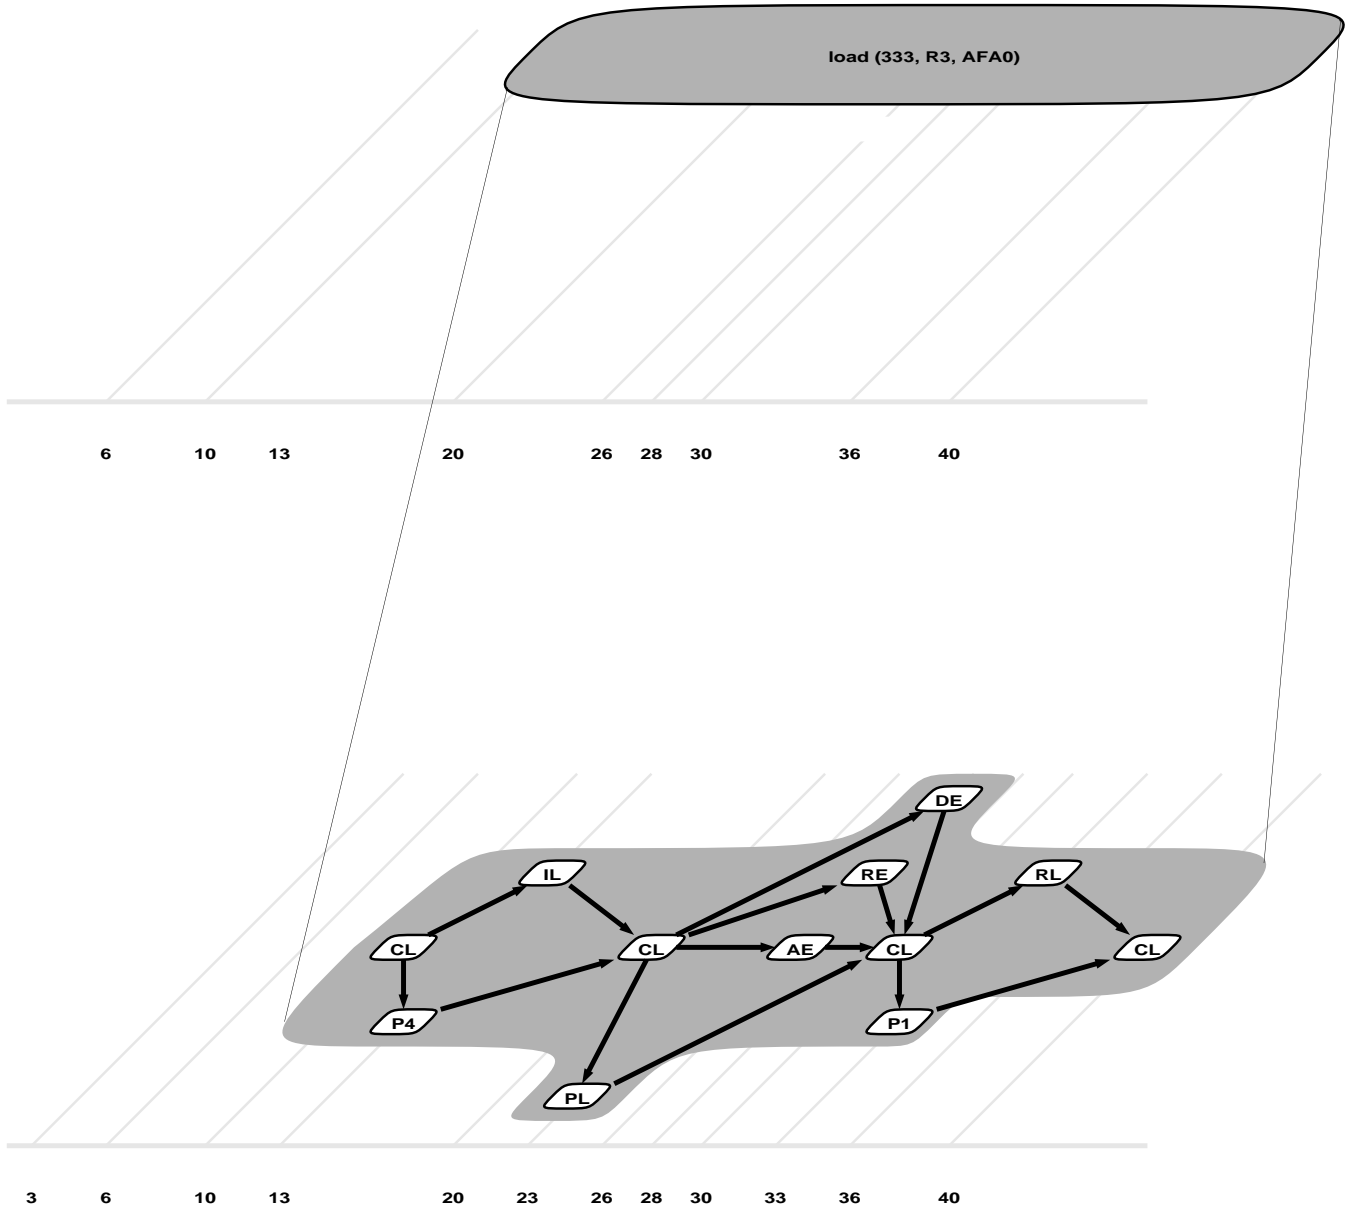 load (333, R3, AFA0)
6 10 13 20 26 28 30 36 40
DE
IL RE RL
CL CL AE CL CL
P4 P1
PL
3 6 10 13 20 23 26 28 30 33 36 40